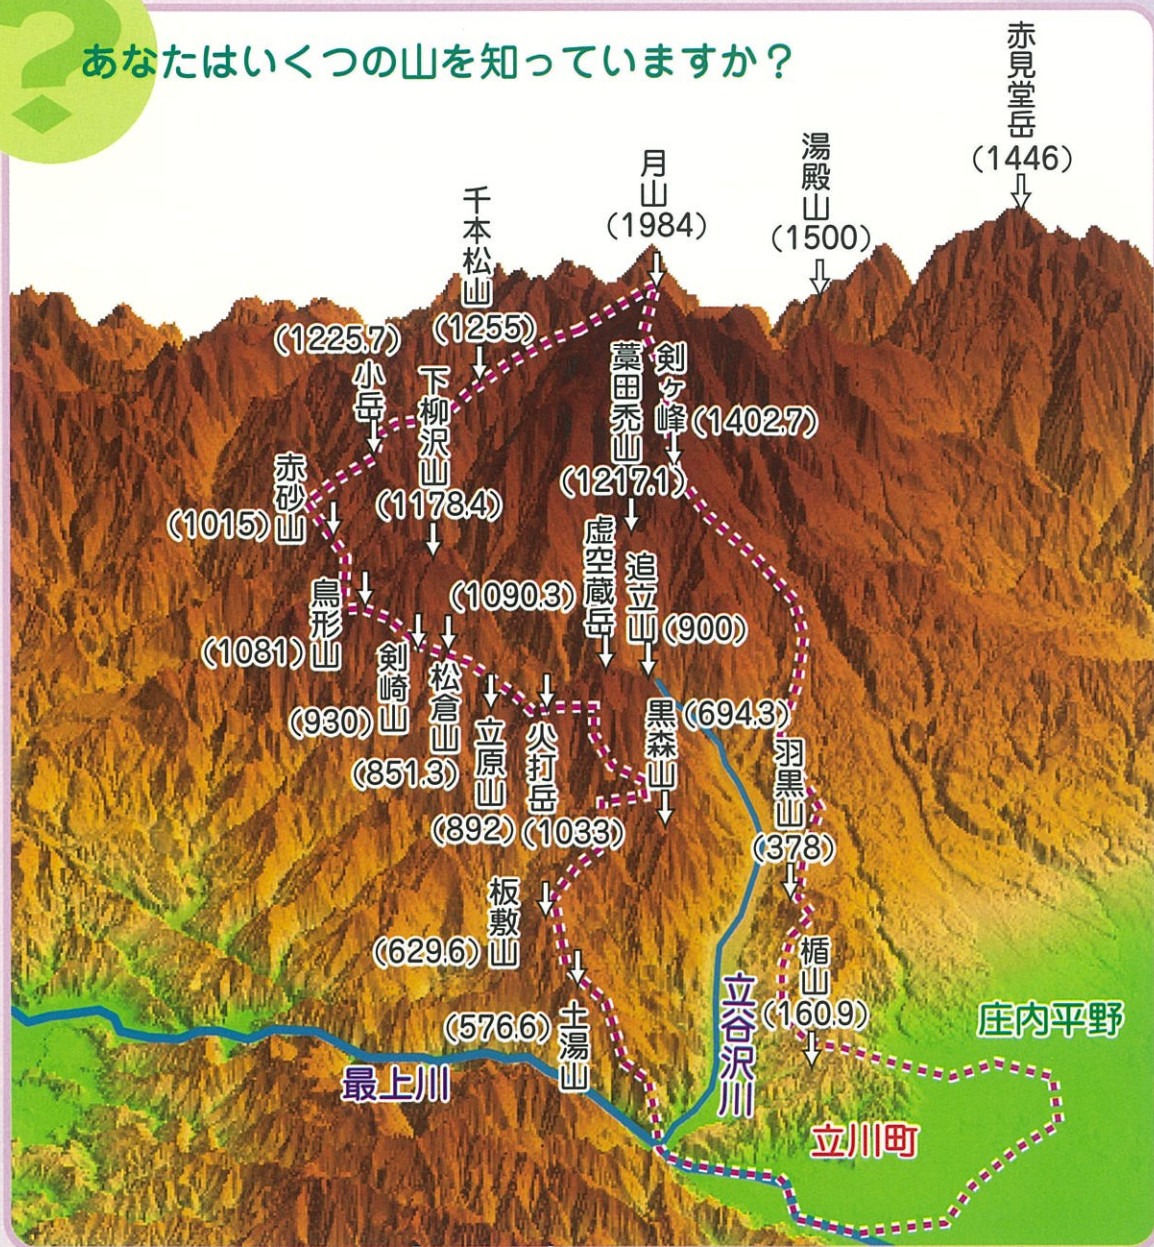 ?
あなたはいくつの山を知っていますか？
赤見堂岳
(1446)
湯殿山
(1500)
月山
(1984)
千本松山
(1255)
(1225.7)
小岳
下柳沢山
(1178.4)
藁田禿山
(1217.1)
剣ヶ峰
(1402.7)
赤砂山
(1015)
虚空蔵岳
(1090.3)
追立山
(900)
鳥形山
(1081)
剣崎山
(930)
松倉山
(851.3)
立原山
(892)
火打岳
(1033)
黒森山
(694.3)
羽黒山
(378)
板敷山
(629.6)
楯山
(160.9)
土湯山
(576.6)
立谷沢川
最上川
庄内平野
立川町